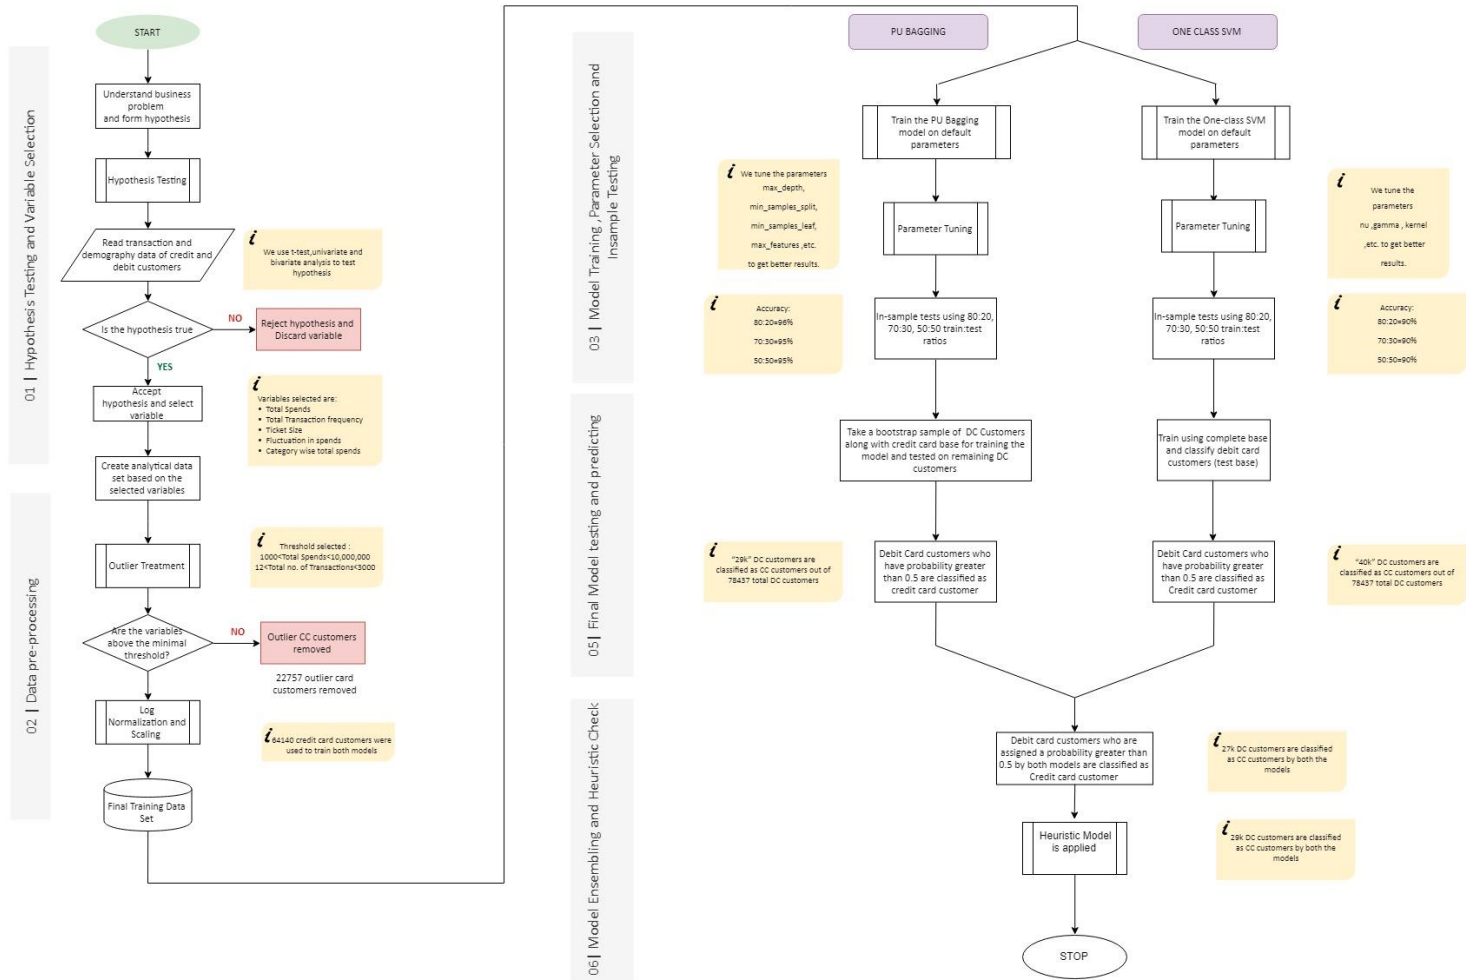 START
01 | Hypothesis Testing and Variable Selection
Understand business
problem
and form hypothesis
Hypothesis Testing
Read transaction and
demography data of credit and
debit customers
i
We use t-test,univariate and
bivariate analysis to test
hypothesis
Is the hypothesis true
NO
Reject hypothesis and
Discard variable
YES
Accept
hypothesis and select
variable
i
Variables selected are:
• Total Spends
• Total Transaction frequency
• Ticket Size
• Fluctuation in spends
• Category wise total spends
Create analytical data
set based on the
selected variables
02 | Data pre-processing
Outlier Treatment
i
Threshold selected :
1000<Total Spends<10,000,000
12<Total no. of Transactions<3000
Are the variables
above the minimal
threshold?
NO
Outlier CC customers
removed
22757 outlier card
customers removed
Log
Normalization and
Scaling
i
64140 credit card customers were
used to train both models
Final Training Data
Set
03 | Model Training ,Parameter Selection and
Insample Testing
PU BAGGING
ONE CLASS SVM
Train the PU Bagging
model on default
parameters
Train the One-class SVM
model on default
parameters
i
We tune the parameters
max_depth,
min_samples_split,
min_samples_leaf,
max_features ,etc.
to get better results.
Parameter Tuning
Parameter Tuning
i
We tune the
parameters
nu ,gamma , kernel
,etc. to get better
results.
i
Accuracy:
80:20=96%
70:30=95%
50:50=95%
In-sample tests using 80:20,
70:30, 50:50 train:test
ratios
In-sample tests using 80:20,
70:30, 50:50 train:test
ratios
i
Accuracy:
80:20=90%
70:30=90%
50:50=90%
05| Final Model testing and predicting
Take a bootstrap sample of DC Customers
along with credit card base for training the
model and tested on remaining DC
customers
Train using complete base
and classify debit card
customers (test base)
i
"29k" DC customers are
classified as CC customers out of
78437 total DC customers
Debit Card customers who
have probability greater
than 0.5 are classified as
credit card customer
Debit Card customers who
have probability greater
than 0.5 are classified as
Credit card customer
i
"40k" DC customers are
classified as CC customers out of
78437 total DC customers
06| Model Ensembling and Heuristic Check
Debit card customers who are
assigned a probability greater than
0.5 by both models are classified as
Credit card customer
i
27k DC customers are classified
as CC customers by both the
models
Heuristic Model
is applied
i
29k DC customers are classified
as CC customers by both the
models
STOP